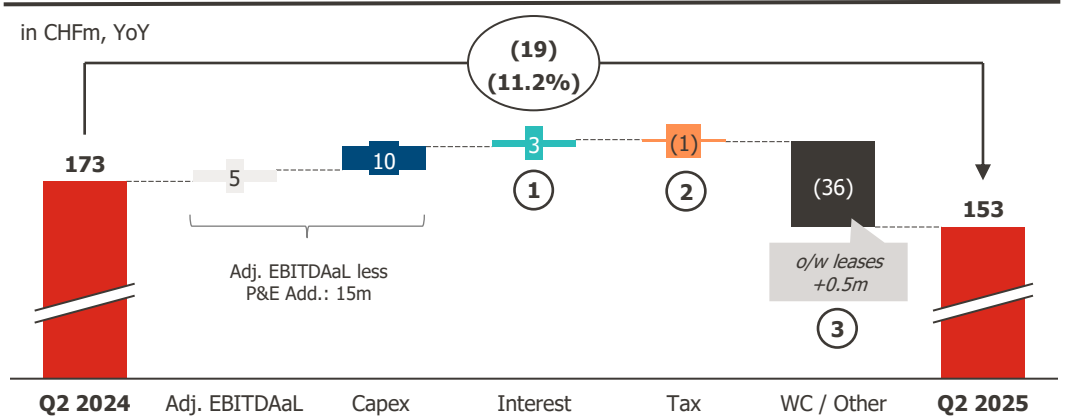 in CHFm, YoY
(19)
(11.2%)
173
5
10
3
(1)
(36)
153
1
2
o/w leases
+0.5m
3
Adj. EBITDAaL less
P&E Add.: 15m
Q2 2024
Adj. EBITDAaL
Capex
Interest
Tax
WC / Other
Q2 2025